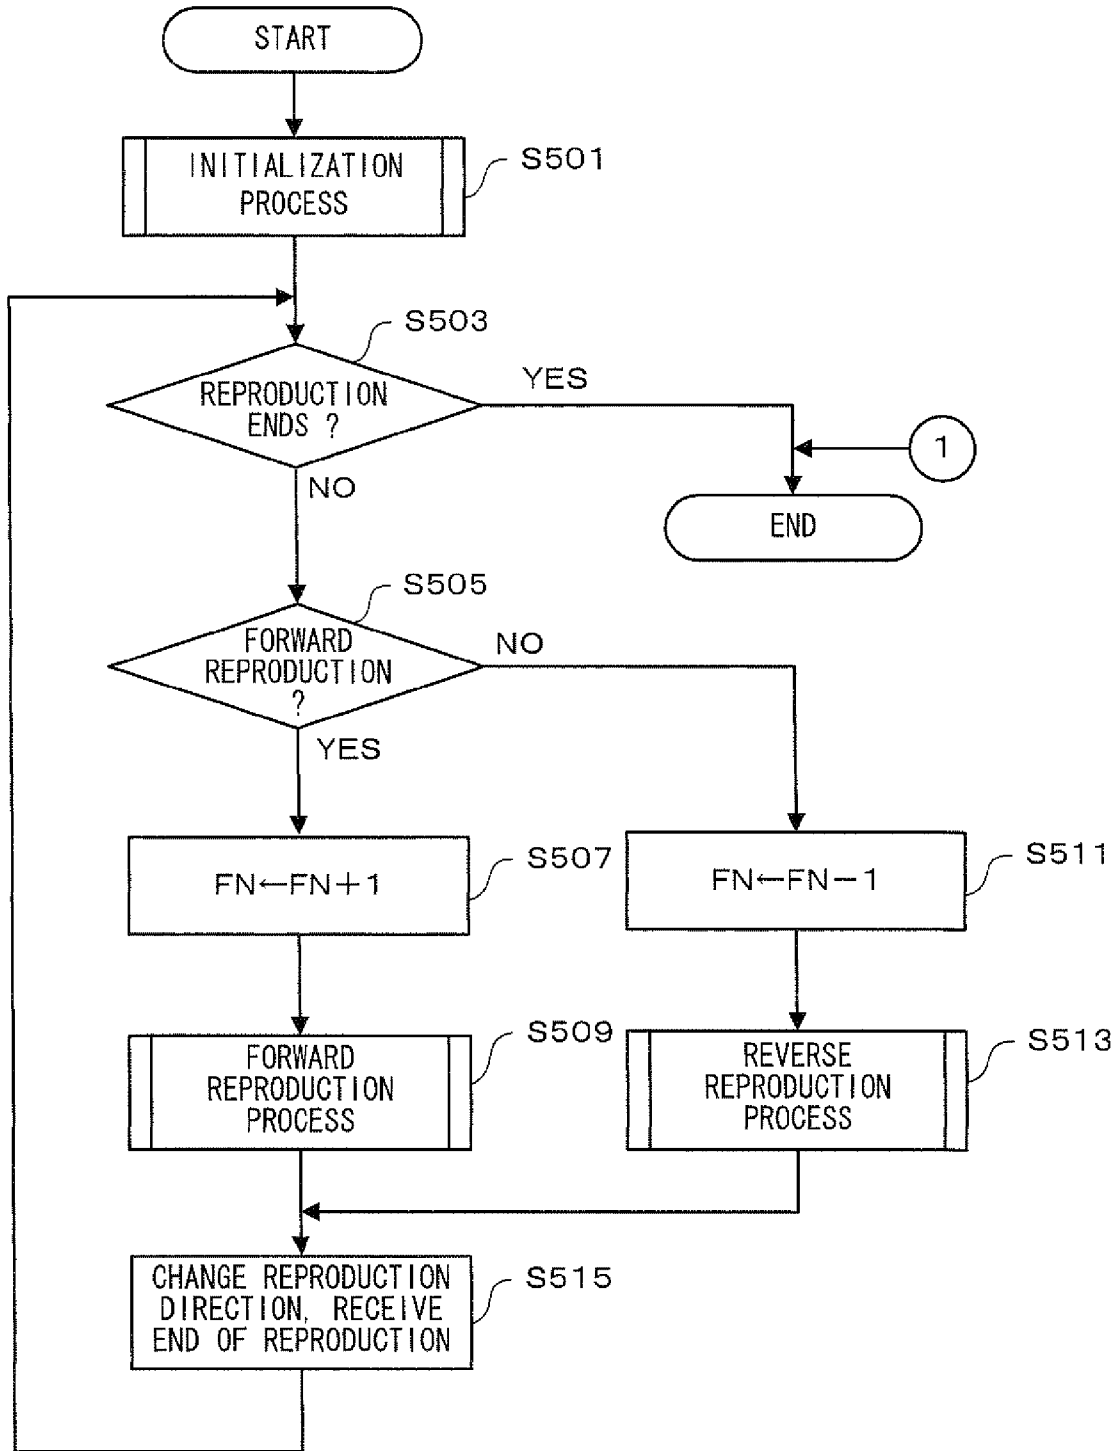 START
INITIALIZATION
PROCESS
S501
S503
REPRODUCTION
ENDS ?
YES
1
NO
END
S505
FORWARD
REPRODUCTION
?
NO
YES
FN←FN+1
S507
FN←FN−1
S511
FORWARD
REPRODUCTION
PROCESS
S509
REVERSE
REPRODUCTION
PROCESS
S513
CHANGE REPRODUCTION
DIRECTION, RECEIVE
END OF REPRODUCTION
S515